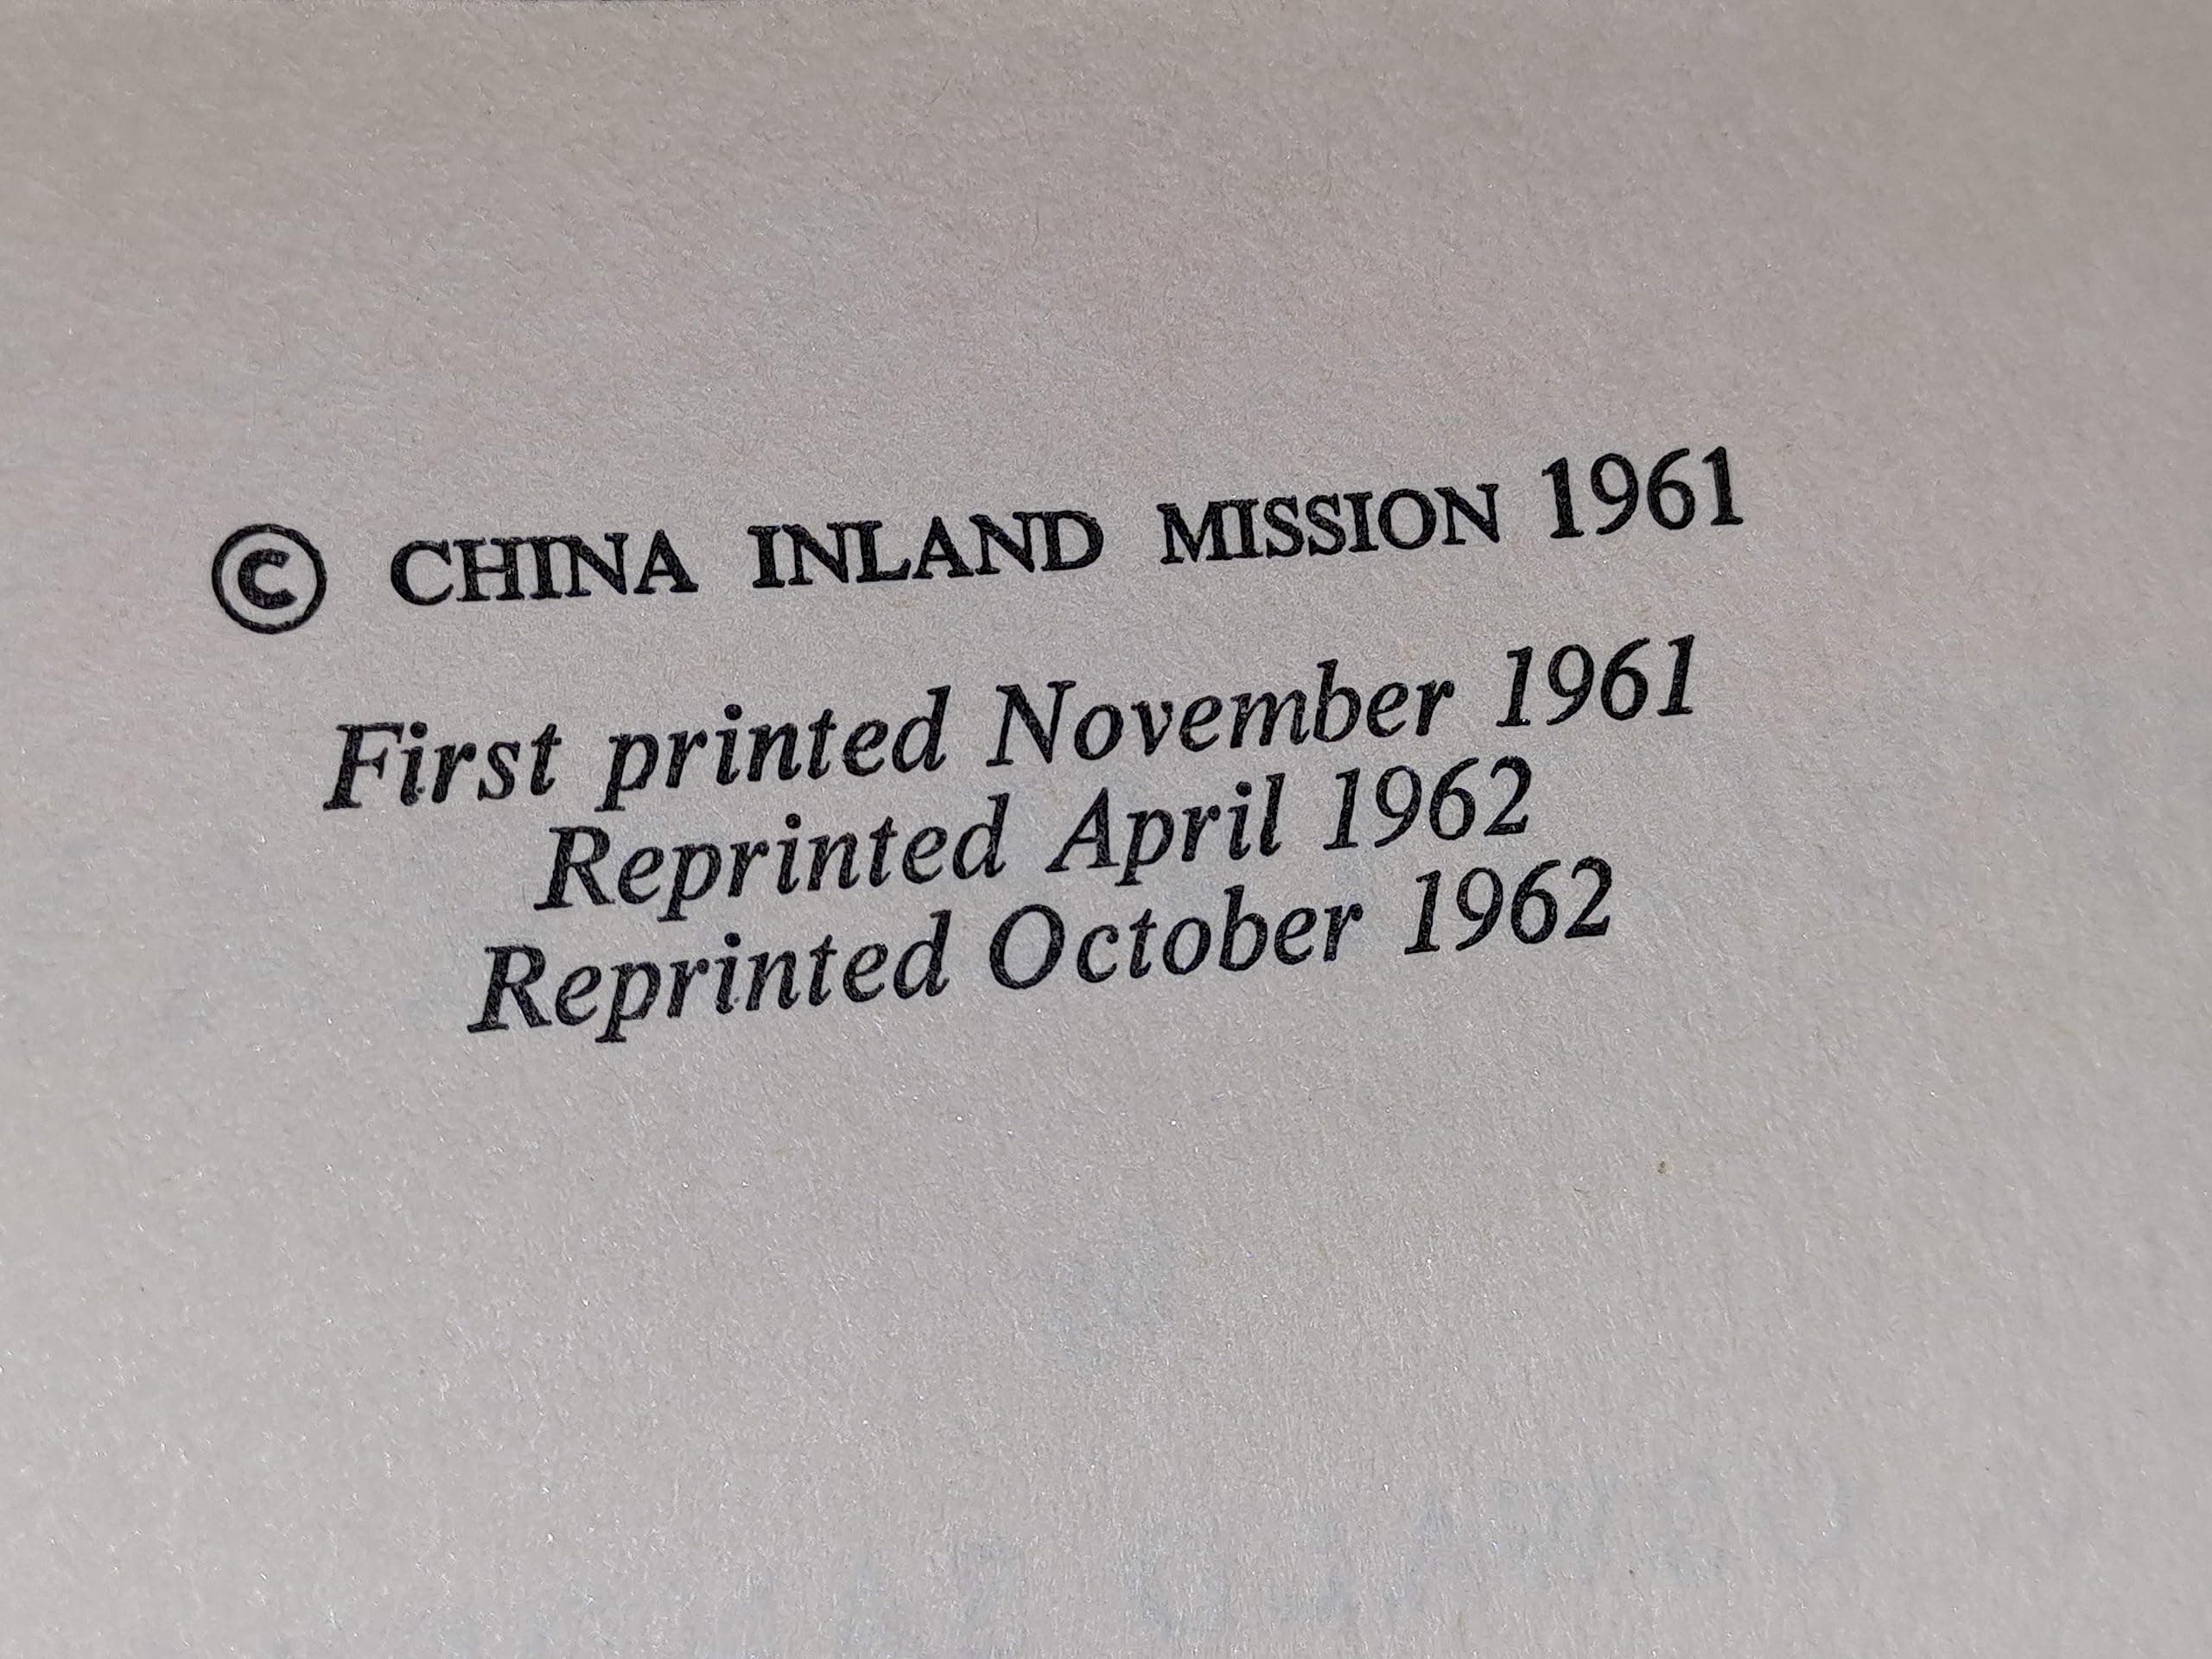 © CHINA INLAND MISSION 1961
First printed November 1961
Reprinted April 1962
Reprinted October 1962